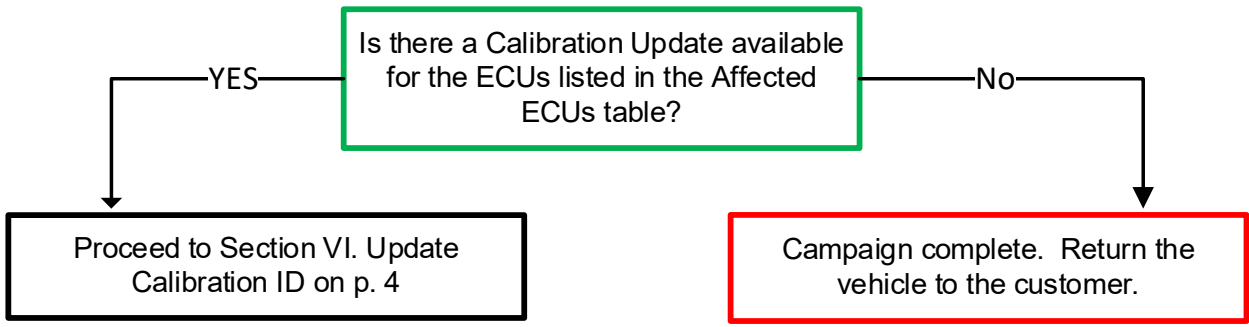 Is there a Calibration Update available
for the ECUs listed in the Affected
ECUs table?
YES
No
Proceed to Section VI. Update
Calibration ID on p. 4
Campaign complete.  Return the
vehicle to the customer.